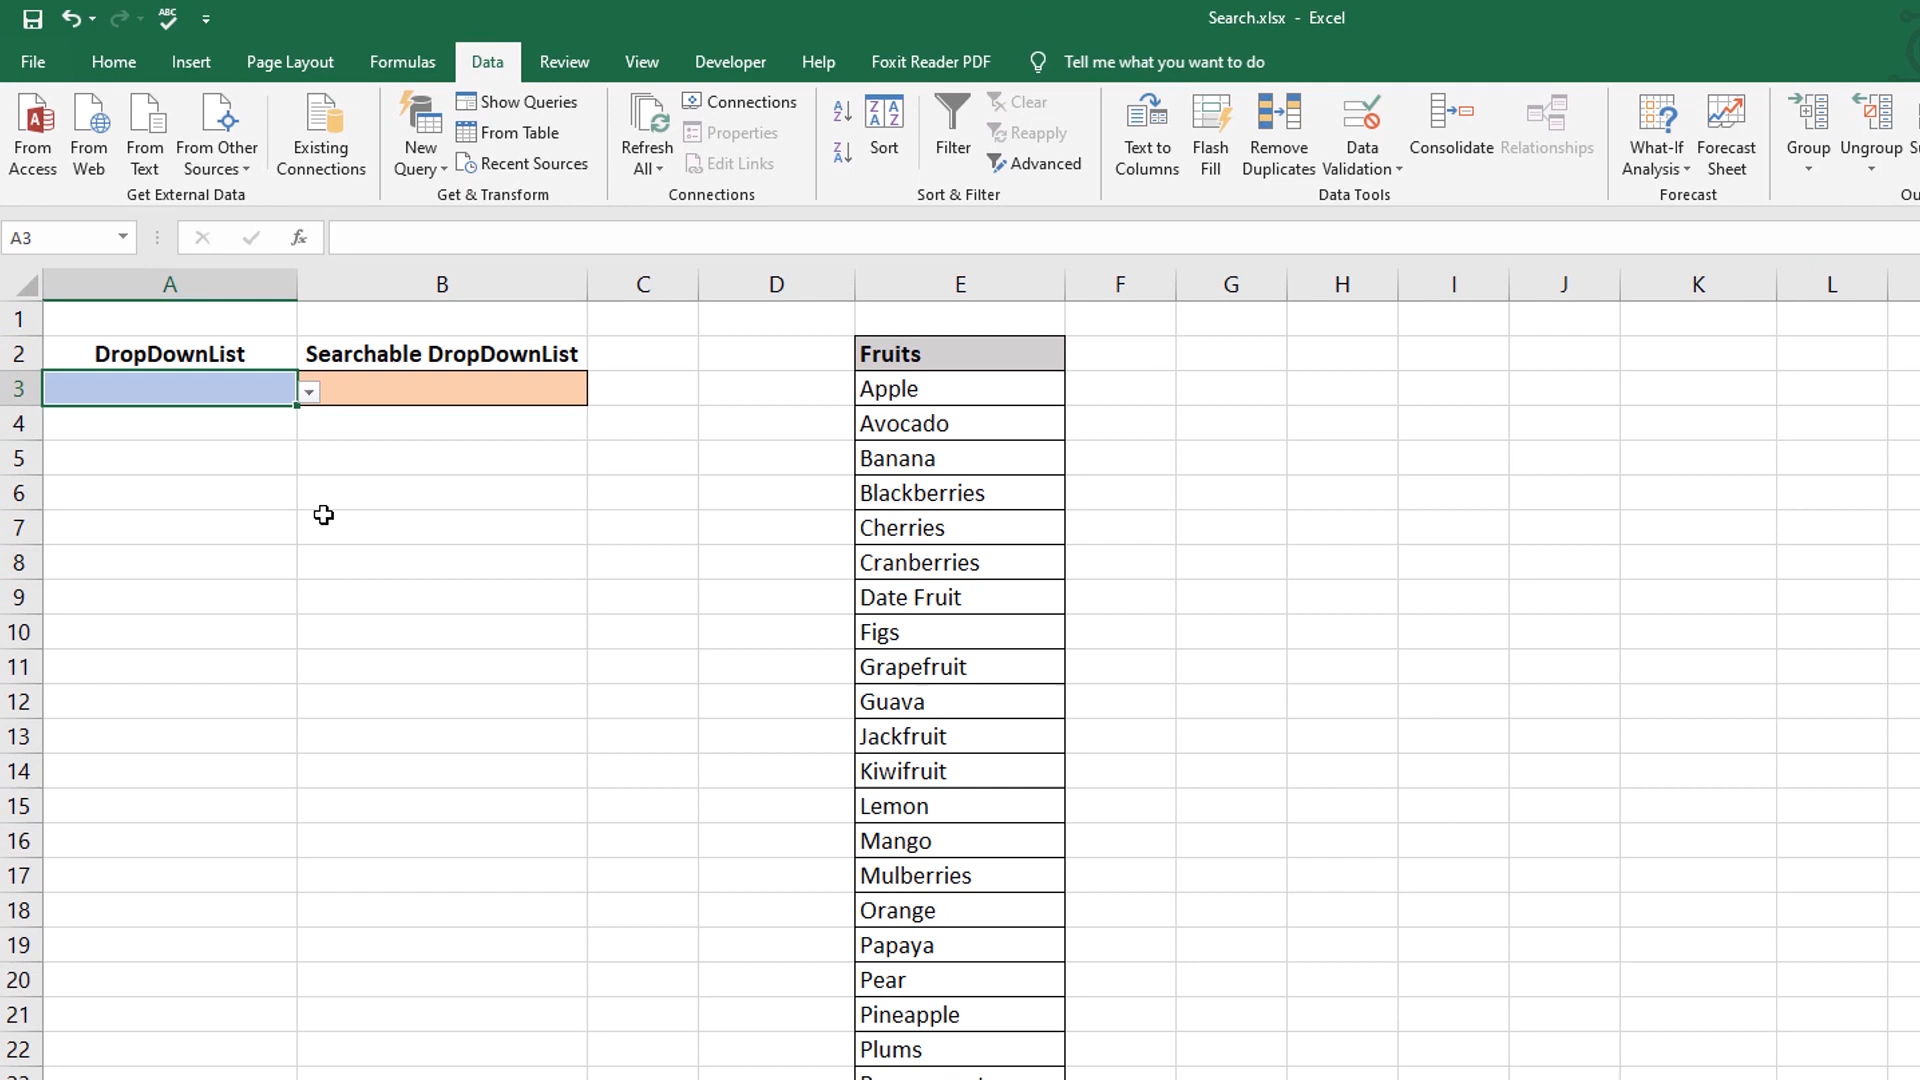 ABC
Search.xlsx - Excel
File Home Insert Page Layout Formulas Data Review View Developer Help Foxit Reader PDF Tell me what you want to do
From Access
From Web
From Text
From Other Sources
Get External Data
Existing Connections
New Query
Show Queries
From Table
Recent Sources
Get & Transform
Refresh All
Connections
Properties
Edit Links
Connections
A Z
Z A
Z A A Z
Sort
Filter
Clear
Reapply
Advanced
Sort & Filter
Text to Columns
Flash Fill
Remove Duplicates
Data Validation
Consolidate
Relationships
Data Tools
What-If Analysis
Forecast Sheet
Forecast
Group
Ungroup
A3 fx
A B C D E F G H I J K L
1
2 DropDownList Searchable DropDownList Fruits
3 Apple
4 Avocado
5 Banana
6 Blackberries
7 Cherries
8 Cranberries
9 Date Fruit
10 Figs
11 Grapefruit
12 Guava
13 Jackfruit
14 Kiwifruit
15 Lemon
16 Mango
17 Mulberries
18 Orange
19 Papaya
20 Pear
21 Pineapple
22 Plums